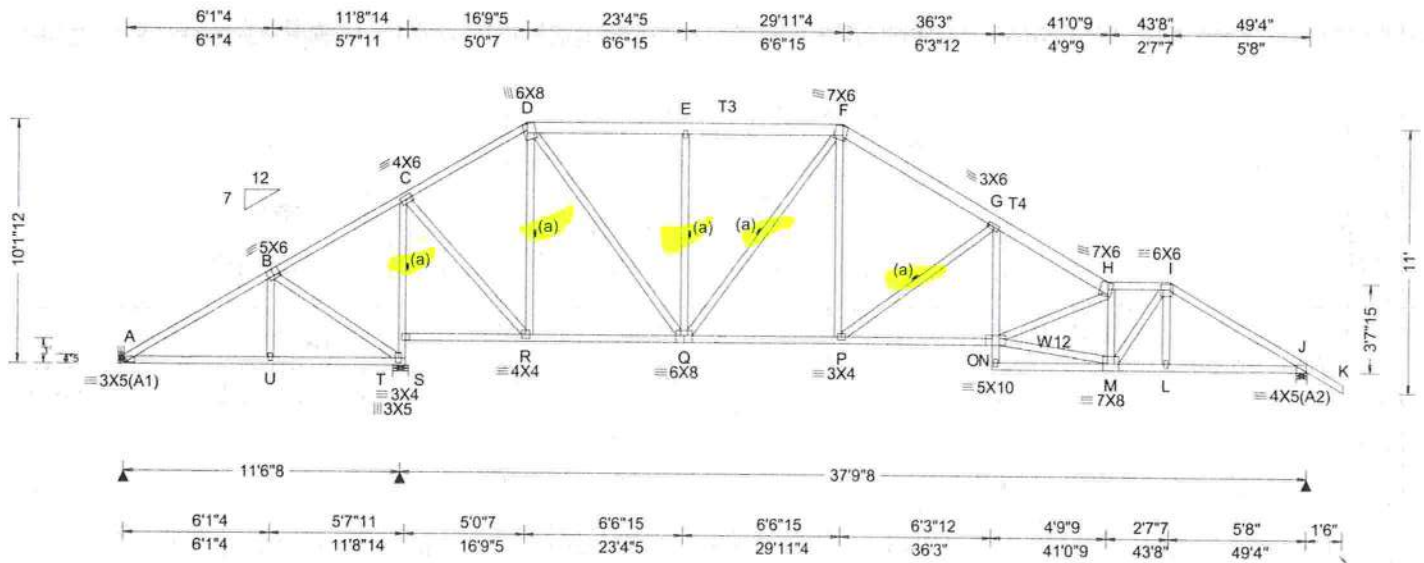 6'1"4 11'8"14 16'9"5 23'4"5 29'11"4 36'3" 41'0"9 43'8" 49'4"
6'1"4 5'7"11 5'0"7 6'6"15 6'6"15 6'3"12 4'9"9 2'7"7 5'8"
≡6X8 ≡7X6
D E T3 F
≡4X6
C
≡3X6
G T4
12
7
10'1"12
11'
≡5X6
B
(a) (a) (a) (a) (a)
≡7X6 ≡6X6
H I
3'7"15
A
R Q P ON W12 J
≡4X4 ≡6X8 ≡3X4 K
≡3X5(A1) U T S ≡5X10 M L ≡4X5(A2)
≡3X4 ≡7X8
≡3X5
11'6"8 37'9"8
6'1"4 5'7"11 5'0"7 6'6"15 6'6"15 6'3"12 4'9"9 2'7"7 5'8" 1'6"
6'1"4 11'8"14 16'9"5 23'4"5 29'11"4 36'3" 41'0"9 43'8" 49'4"